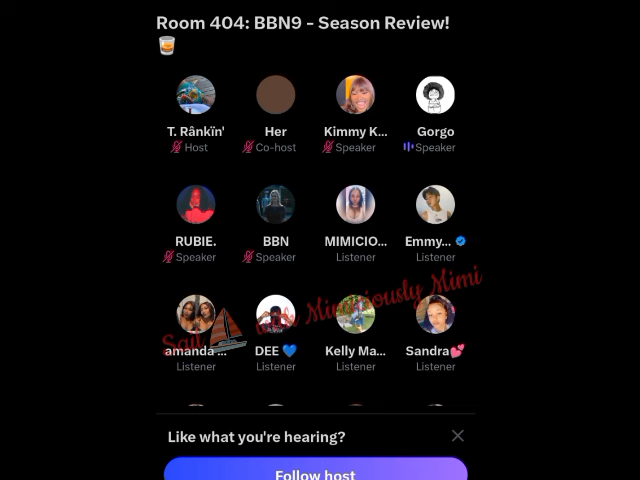 Room 404: BBN9 - Season Review!
T. Rânkïn'
Her
Kimmy K...
Gorgo
Host
Co-host
Speaker
Speaker
RUBIE.
BBN
MIMICIO...
Emmy...
Speaker
Speaker
Listener
Listener
Sail with Mimiciously Mimi
amanda ...
DEE 💙
Kelly Ma...
Sandra💕
Listener
Listener
Listener
Listener
Like what you're hearing?
Follow host